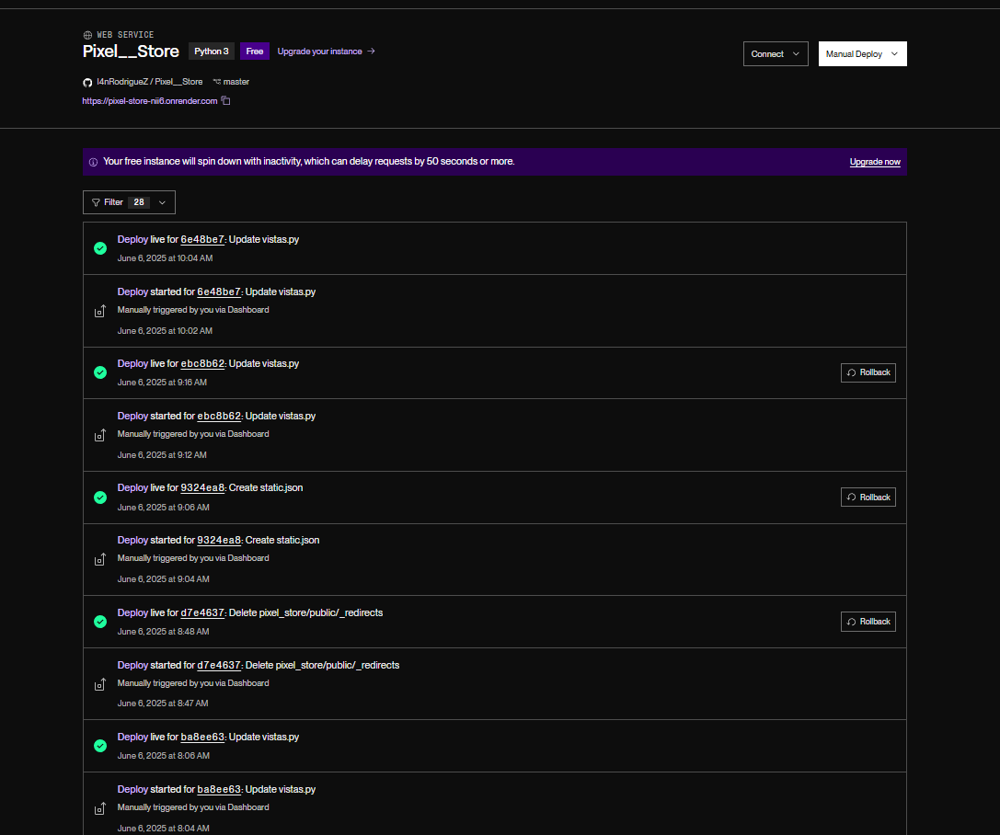 WEB SERVICE
Pixel__Store Python 3 Free Upgrade your instance → Connect Manual Deploy
I4nRodrigueZ / Pixel__Store master
https://pixel-store-nii6.onrender.com
Your free instance will spin down with inactivity, which can delay requests by 50 seconds or more. Upgrade now
Filter 28
Deploy live for 6e48be7: Update vistas.py
June 6, 2025 at 10:04 AM
Deploy started for 6e48be7: Update vistas.py
Manually triggered by you via Dashboard
June 6, 2025 at 10:02 AM
Deploy live for ebc8b62: Update vistas.py
June 6, 2025 at 9:16 AM
Rollback
Deploy started for ebc8b62: Update vistas.py
Manually triggered by you via Dashboard
June 6, 2025 at 9:12 AM
Deploy live for 9324ea8: Create static.json
June 6, 2025 at 9:06 AM
Rollback
Deploy started for 9324ea8: Create static.json
Manually triggered by you via Dashboard
June 6, 2025 at 9:04 AM
Deploy live for d7e4637: Delete pixel_store/public/_redirects
June 6, 2025 at 8:48 AM
Rollback
Deploy started for d7e4637: Delete pixel_store/public/_redirects
Manually triggered by you via Dashboard
June 6, 2025 at 8:47 AM
Deploy live for ba8ee63: Update vistas.py
June 6, 2025 at 8:06 AM
Deploy started for ba8ee63: Update vistas.py
Manually triggered by you via Dashboard
June 6, 2025 at 8:04 AM